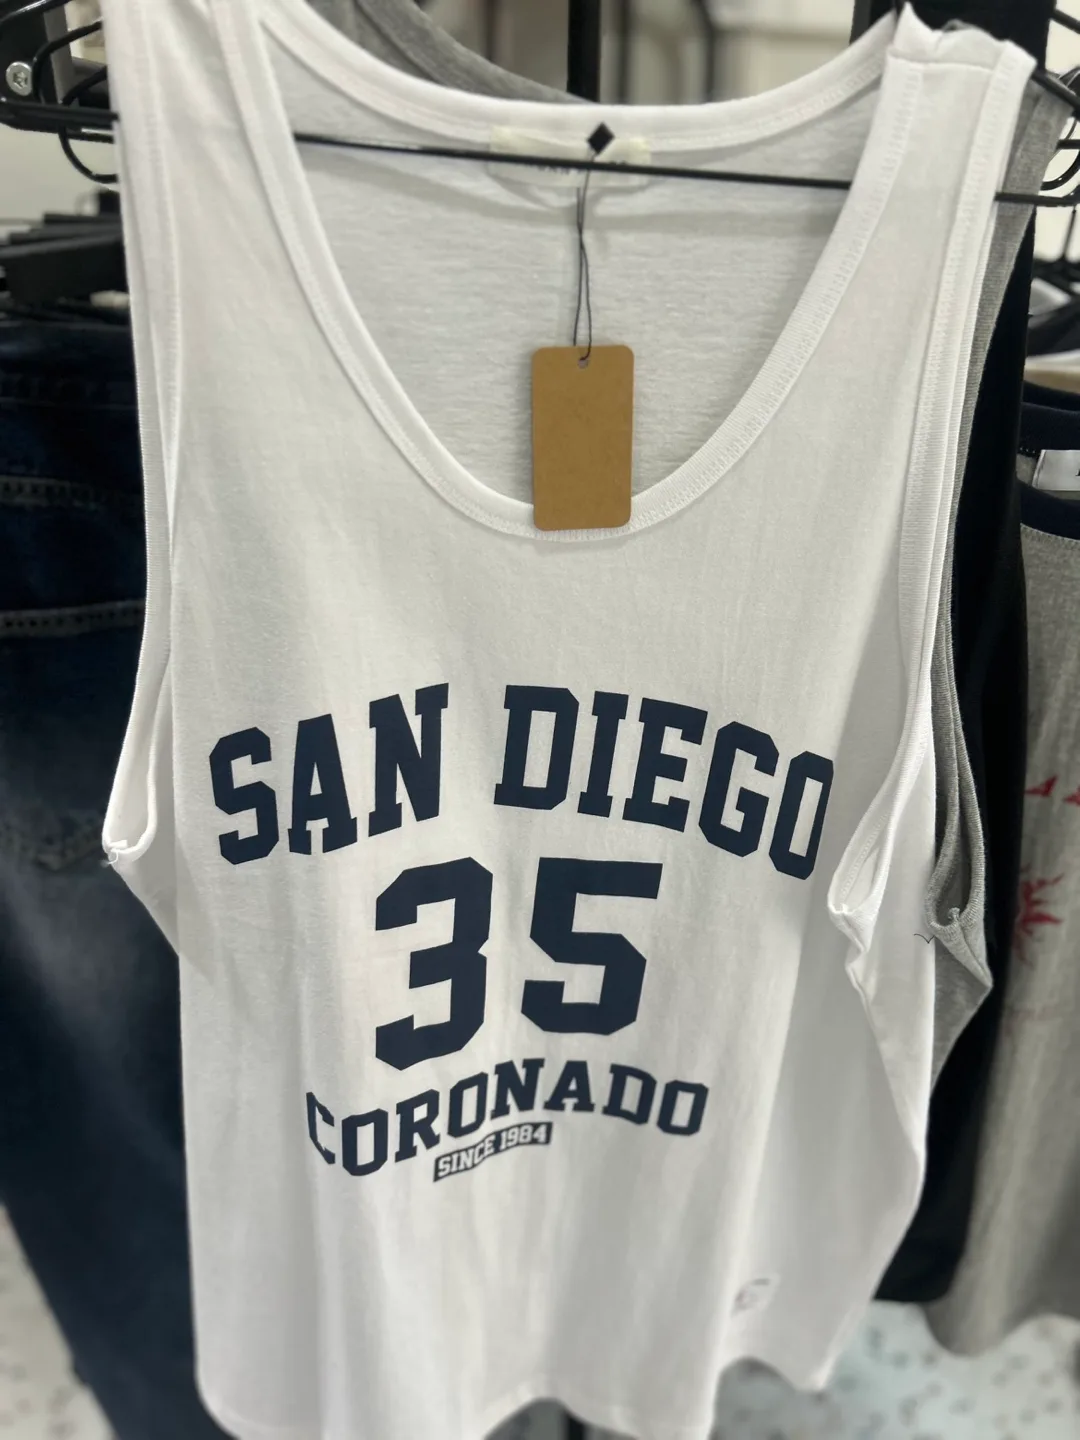 SAN DIEGO
35
CORONADO
SINCE 1984